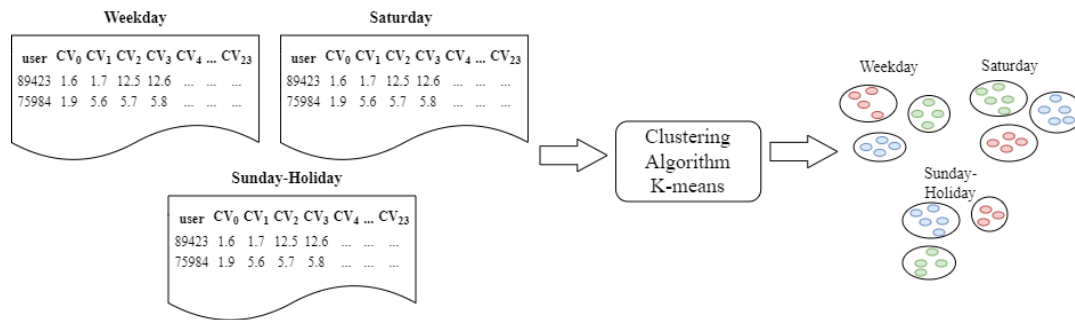 Weekday
user CV0 CV1 CV2 CV3 CV4 ... CV23
89423 1.6 1.7 12.5 12.6 ... ... ...
75984 1.9 5.6 5.7 5.8 ... ... ...
Saturday
user CV0 CV1 CV2 CV3 CV4 ... CV23
89423 1.6 1.7 12.5 12.6 ... ... ...
75984 1.9 5.6 5.7 5.8 ... ... ...
Sunday-Holiday
user CV0 CV1 CV2 CV3 CV4 ... CV23
89423 1.6 1.7 12.5 12.6 ... ... ...
75984 1.9 5.6 5.7 5.8 ... ... ...
Clustering
Algorithm
K-means
Weekday
Saturday
Sunday-
Holiday